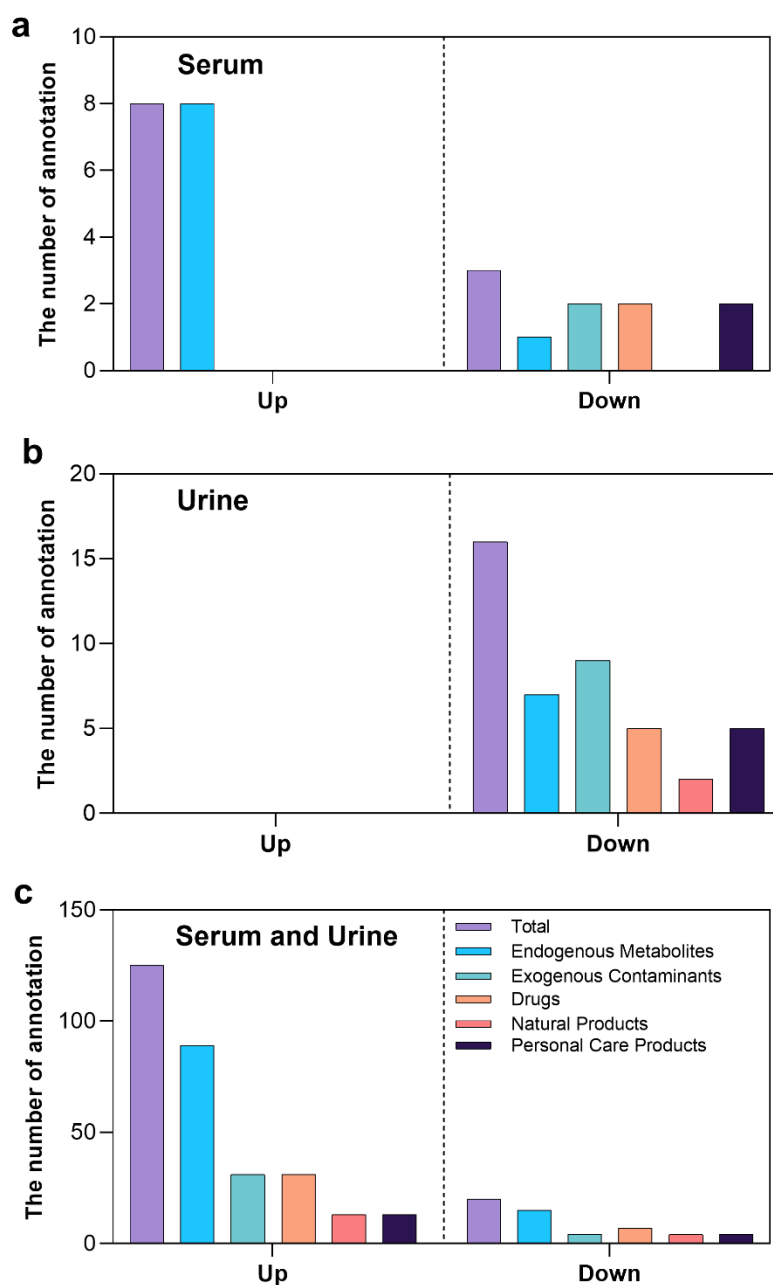 a
Serum
The number of annotation
10
8
6
4
2
0
Up
Down
b
Urine
The number of annotation
20
15
10
5
0
Up
Down
c
Serum and Urine
The number of annotation
150
100
50
0
Total
Endogenous Metabolites
Exogenous Contaminants
Drugs
Natural Products
Personal Care Products
Up
Down